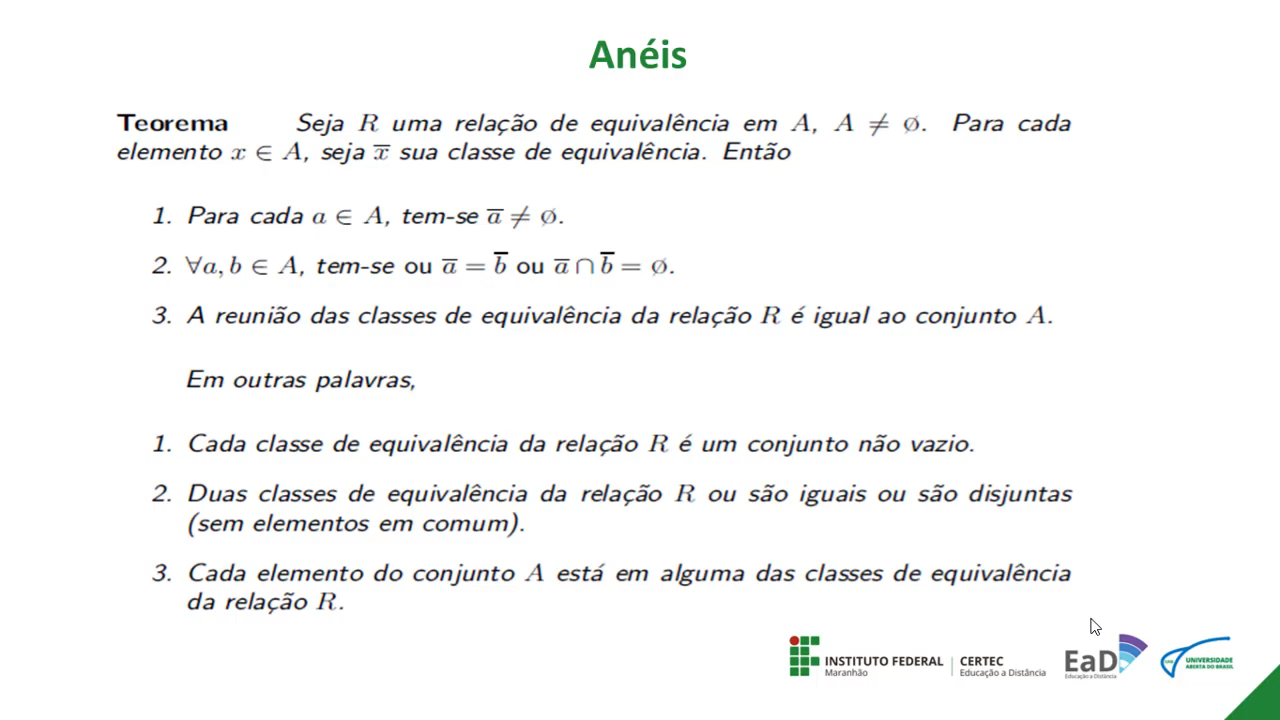 Anéis
Teorema Seja R uma relação de equivalência em A, A ≠ ∅. Para cada
elemento x ∈ A, seja x̅ sua classe de equivalência. Então
1. Para cada a ∈ A, tem-se a̅ ≠ ∅.
2. ∀a, b ∈ A, tem-se ou a̅ = b̅ ou a̅ ∩ b̅ = ∅.
3. A reunião das classes de equivalência da relação R é igual ao conjunto A.
Em outras palavras,
1. Cada classe de equivalência da relação R é um conjunto não vazio.
2. Duas classes de equivalência da relação R ou são iguais ou são disjuntas
(sem elementos em comum).
3. Cada elemento do conjunto A está em alguma das classes de equivalência
da relação R.
INSTITUTO FEDERAL
Maranhão
CERTEC
Educação a Distância
EaD
Educação a Distância
UNIVERSIDADE
ABERTA DO BRASIL